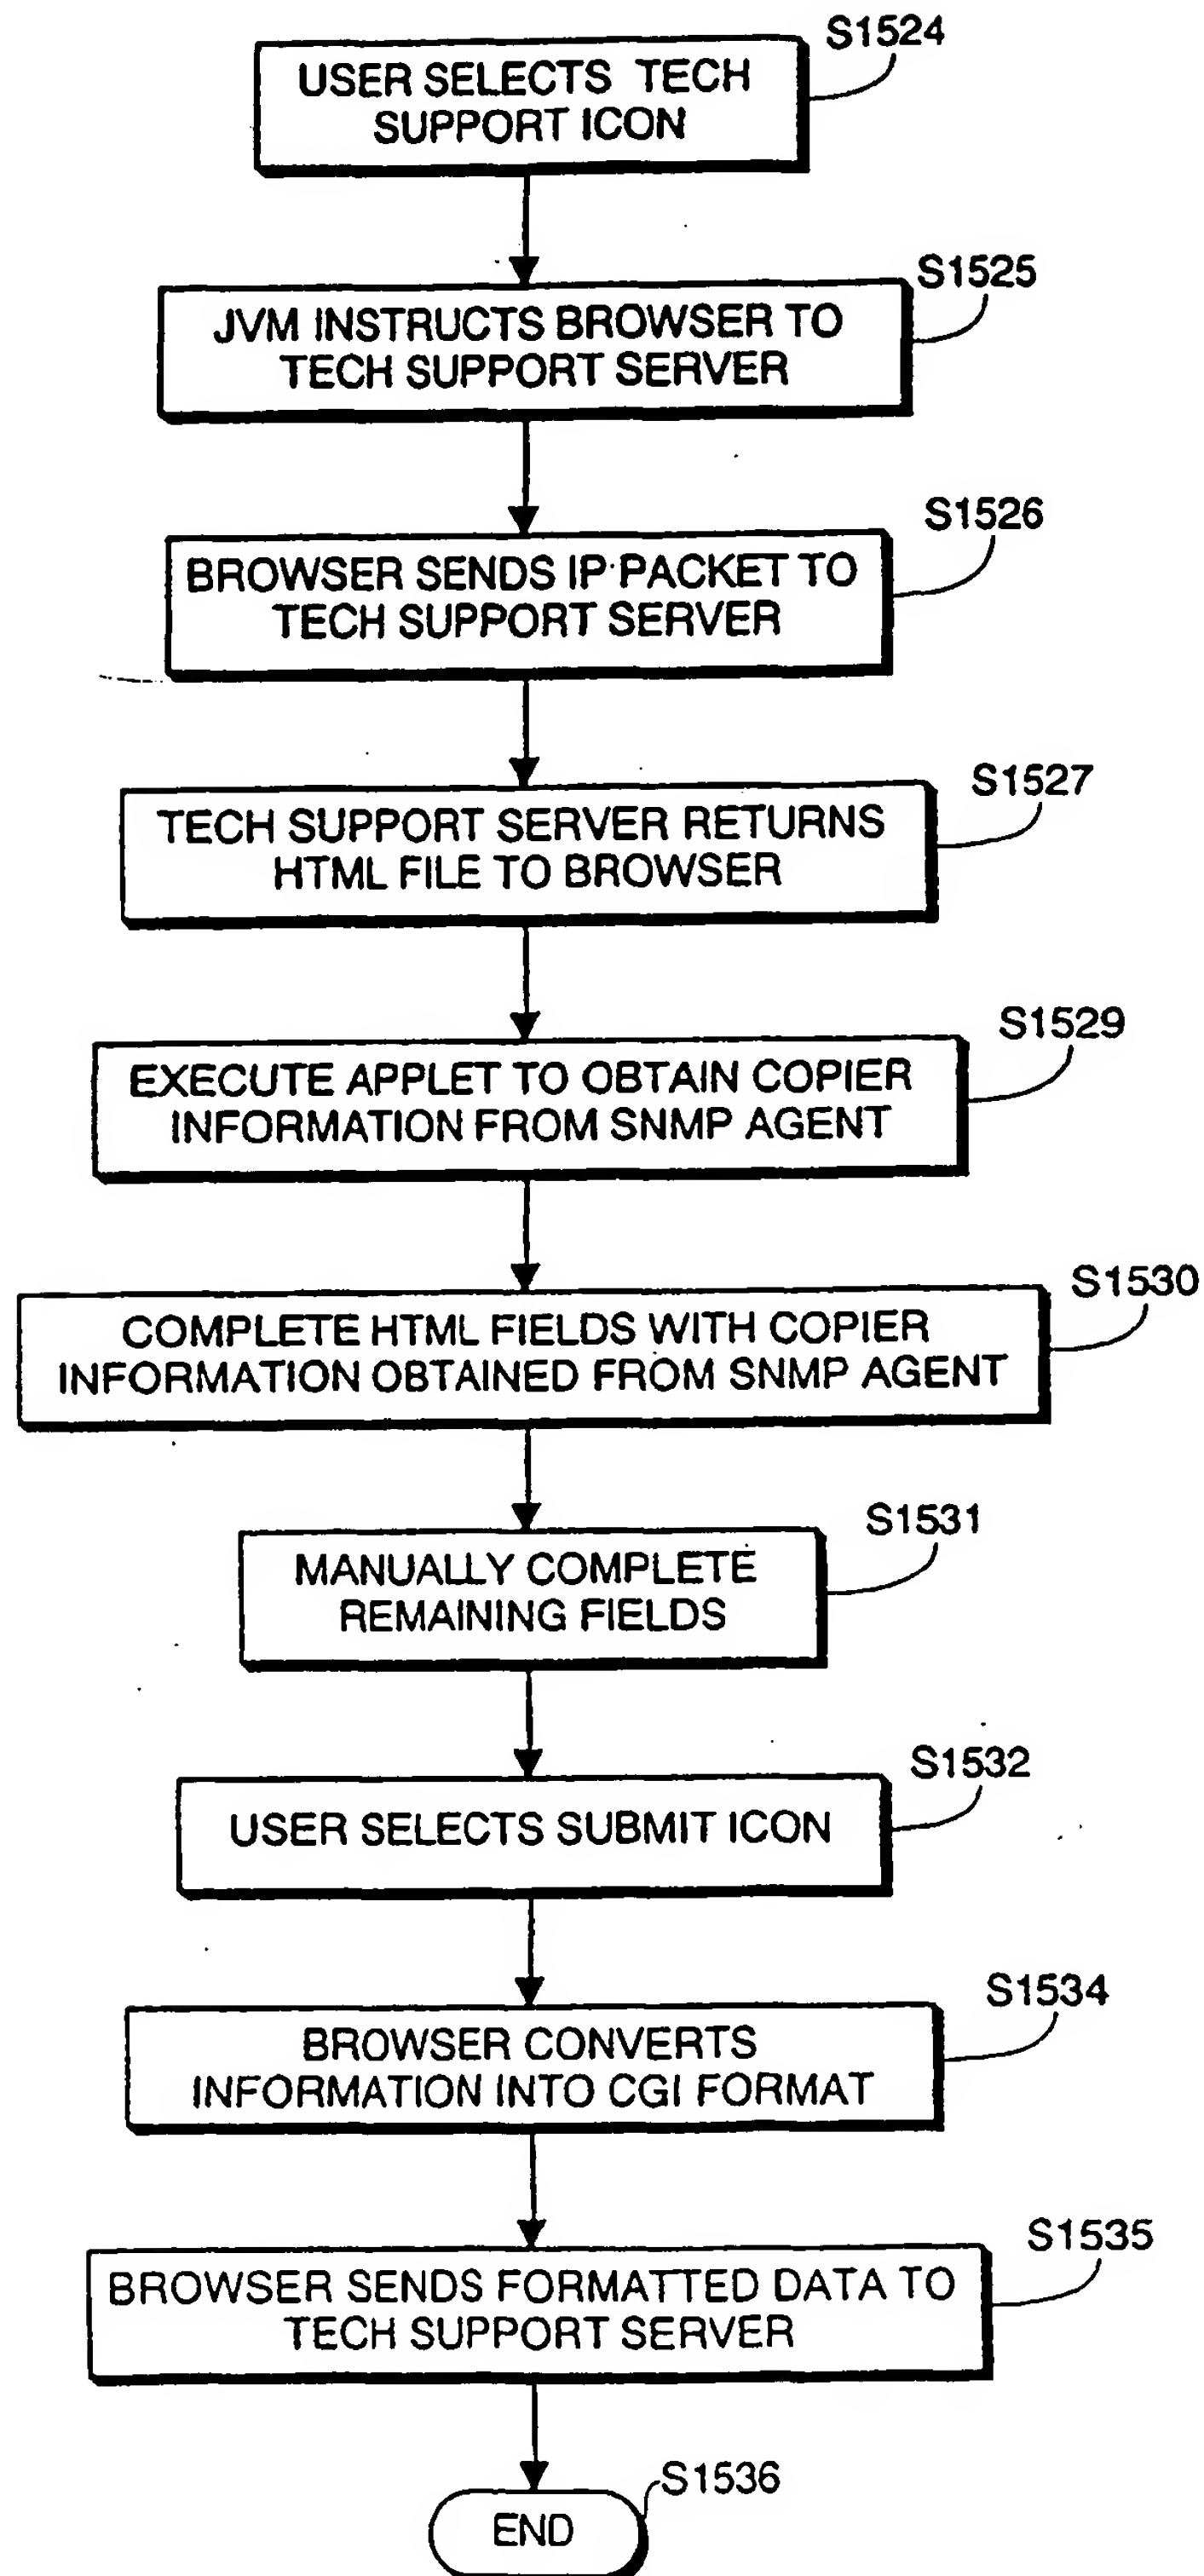 S1524
USER SELECTS TECH
SUPPORT ICON
S1525
JVM INSTRUCTS BROWSER TO
TECH SUPPORT SERVER
S1526
BROWSER SENDS IP PACKET TO
TECH SUPPORT SERVER
S1527
TECH SUPPORT SERVER RETURNS
HTML FILE TO BROWSER
S1529
EXECUTE APPLET TO OBTAIN COPIER
INFORMATION FROM SNMP AGENT
S1530
COMPLETE HTML FIELDS WITH COPIER
INFORMATION OBTAINED FROM SNMP AGENT
S1531
MANUALLY COMPLETE
REMAINING FIELDS
S1532
USER SELECTS SUBMIT ICON
S1534
BROWSER CONVERTS
INFORMATION INTO CGI FORMAT
S1535
BROWSER SENDS FORMATTED DATA TO
TECH SUPPORT SERVER
S1536
END